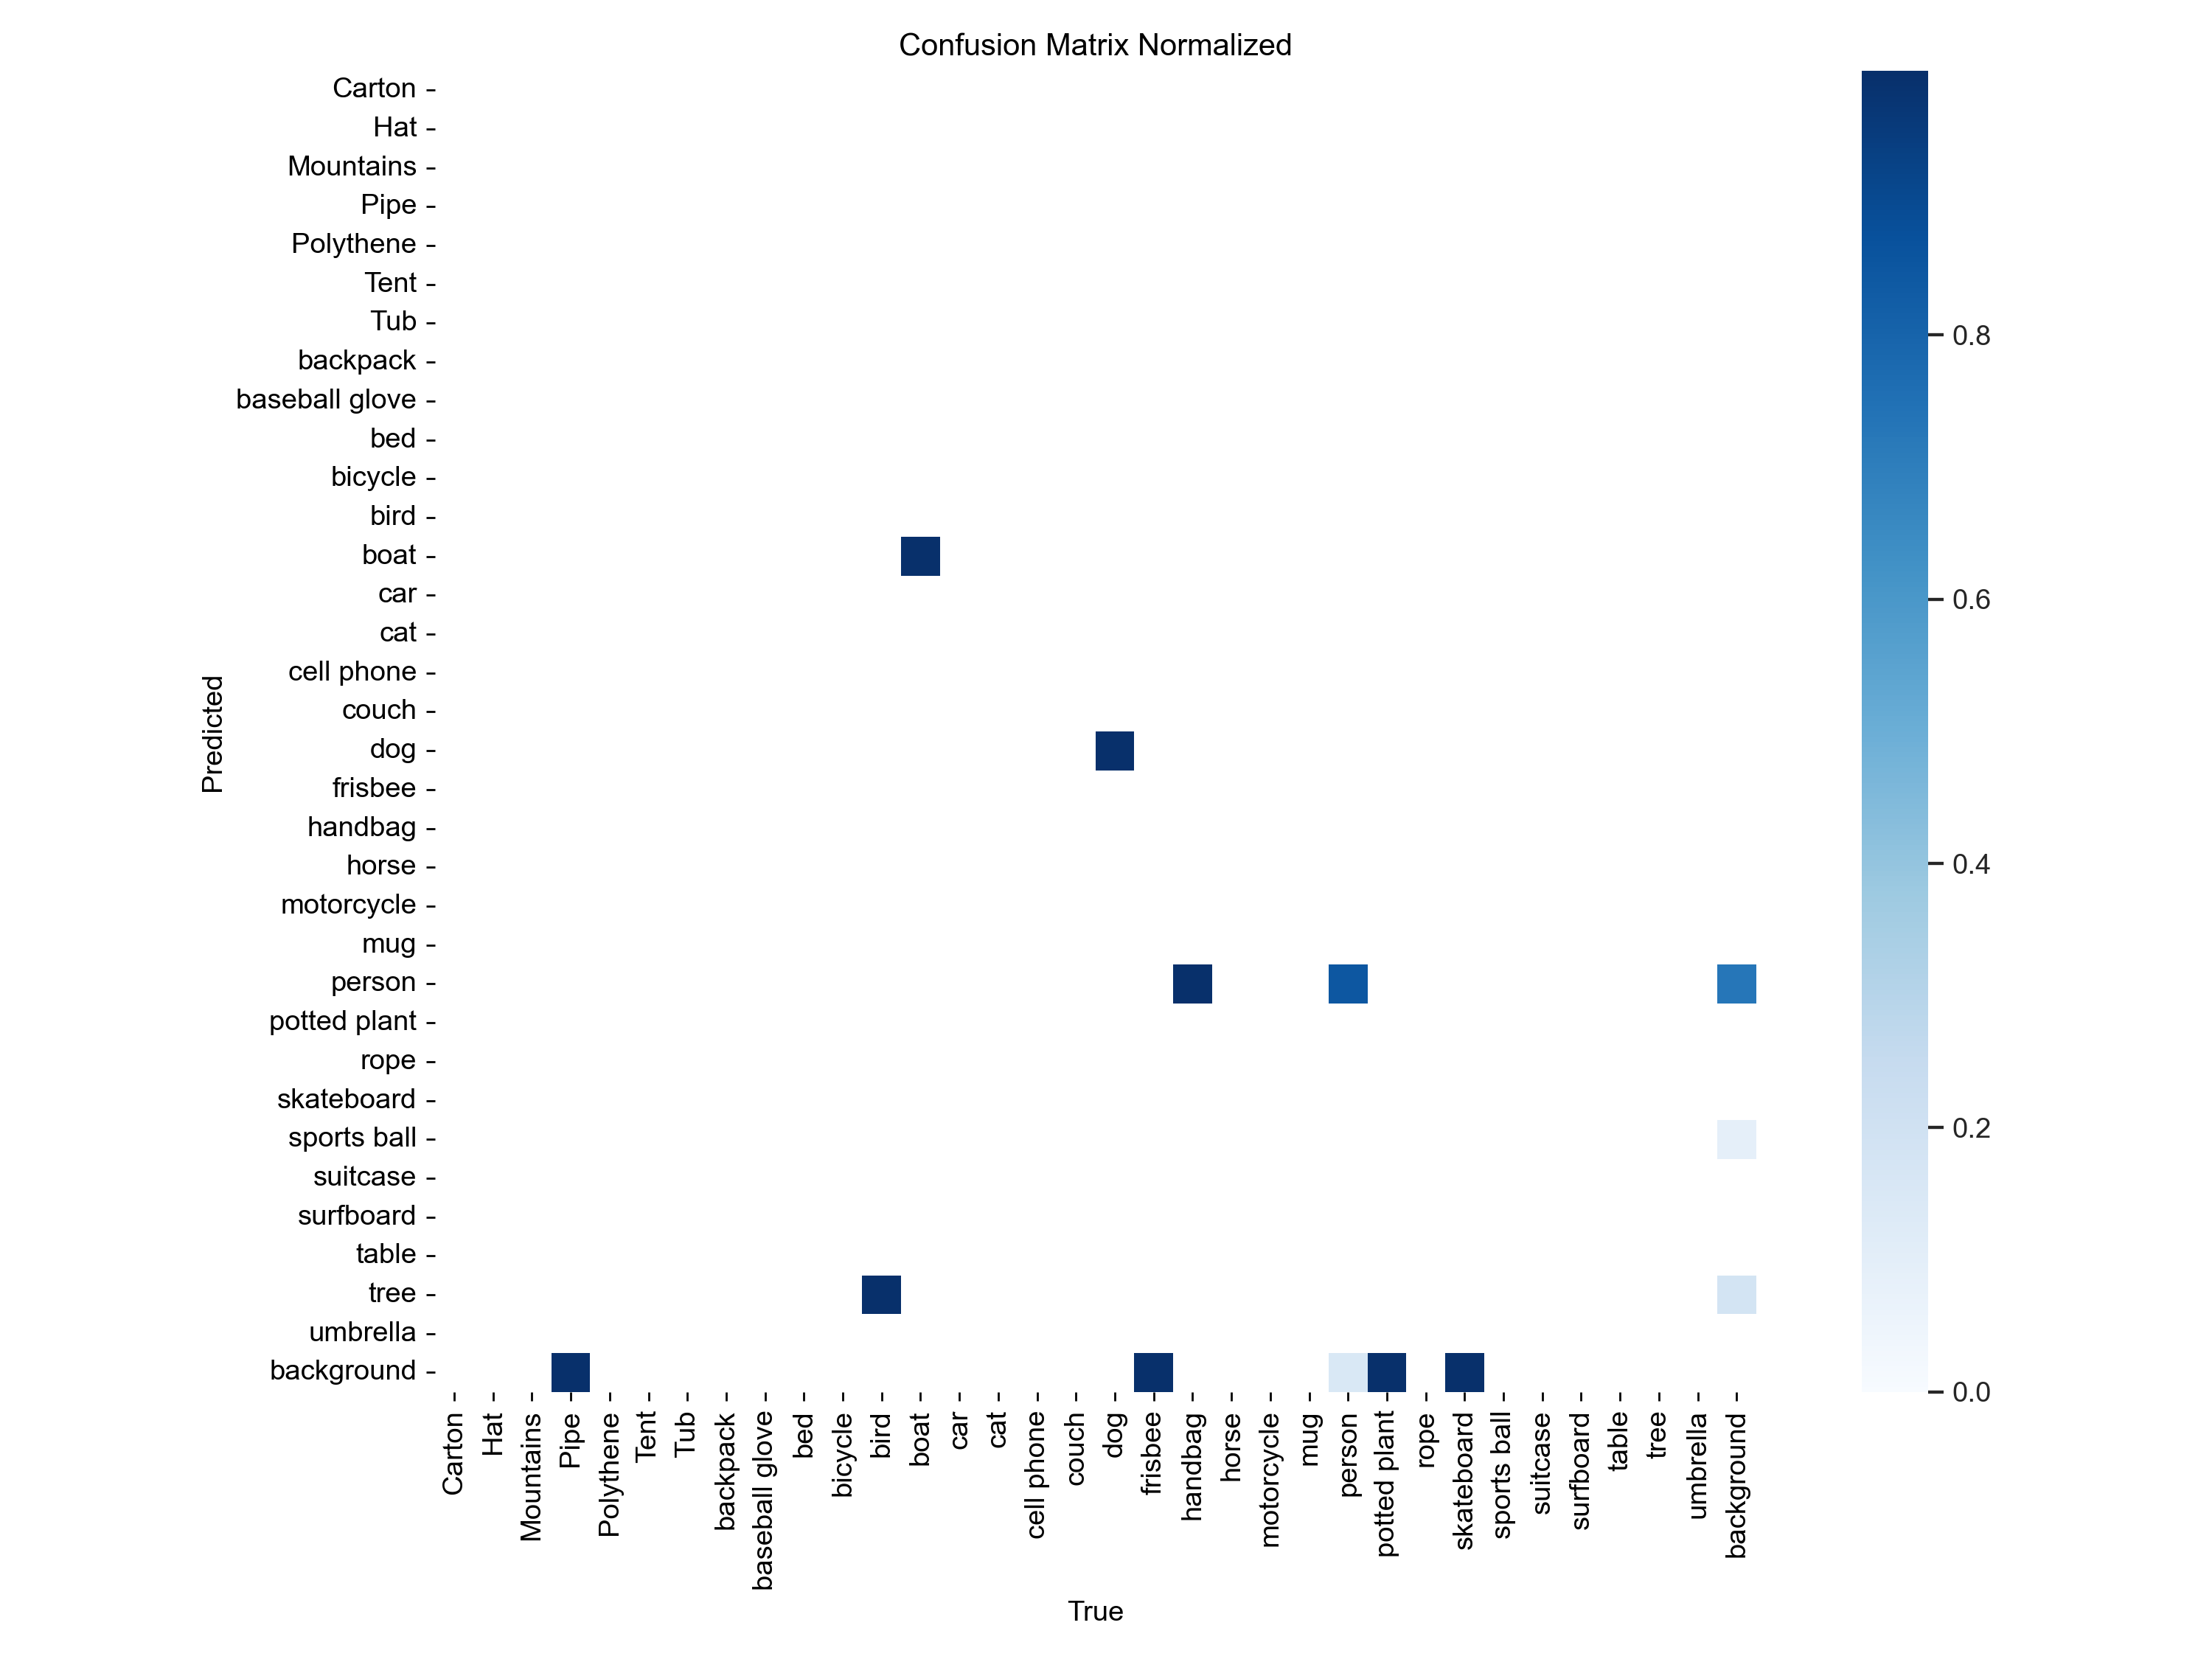 Confusion Matrix Normalized
Carton
Hat
Mountains
Pipe
Polythene
Tent
Tub
backpack
baseball glove
bed
bicycle
bird
boat
car
cat
cell phone
couch
dog
frisbee
handbag
horse
motorcycle
mug
person
potted plant
rope
skateboard
sports ball
suitcase
surfboard
table
tree
umbrella
background
Predicted
Carton
Hat
Mountains
Pipe
Polythene
Tent
Tub
backpack
baseball glove
bed
bicycle
bird
boat
car
cat
cell phone
couch
dog
frisbee
handbag
horse
motorcycle
mug
person
potted plant
rope
skateboard
sports ball
suitcase
surfboard
table
tree
umbrella
background
True
0.8
0.6
0.4
0.2
0.0